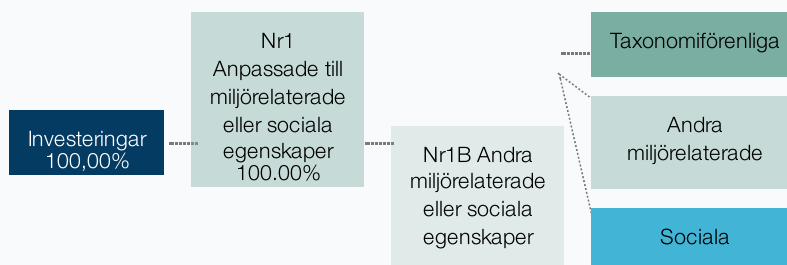 Investeringar
100,00%
Nr1
Anpassade till
miljörelaterade
eller sociala
egenskaper
100.00%
Nr1B Andra
miljörelaterade
eller sociala
egenskaper
Taxonomiförenliga
Andra
miljörelaterade
Sociala